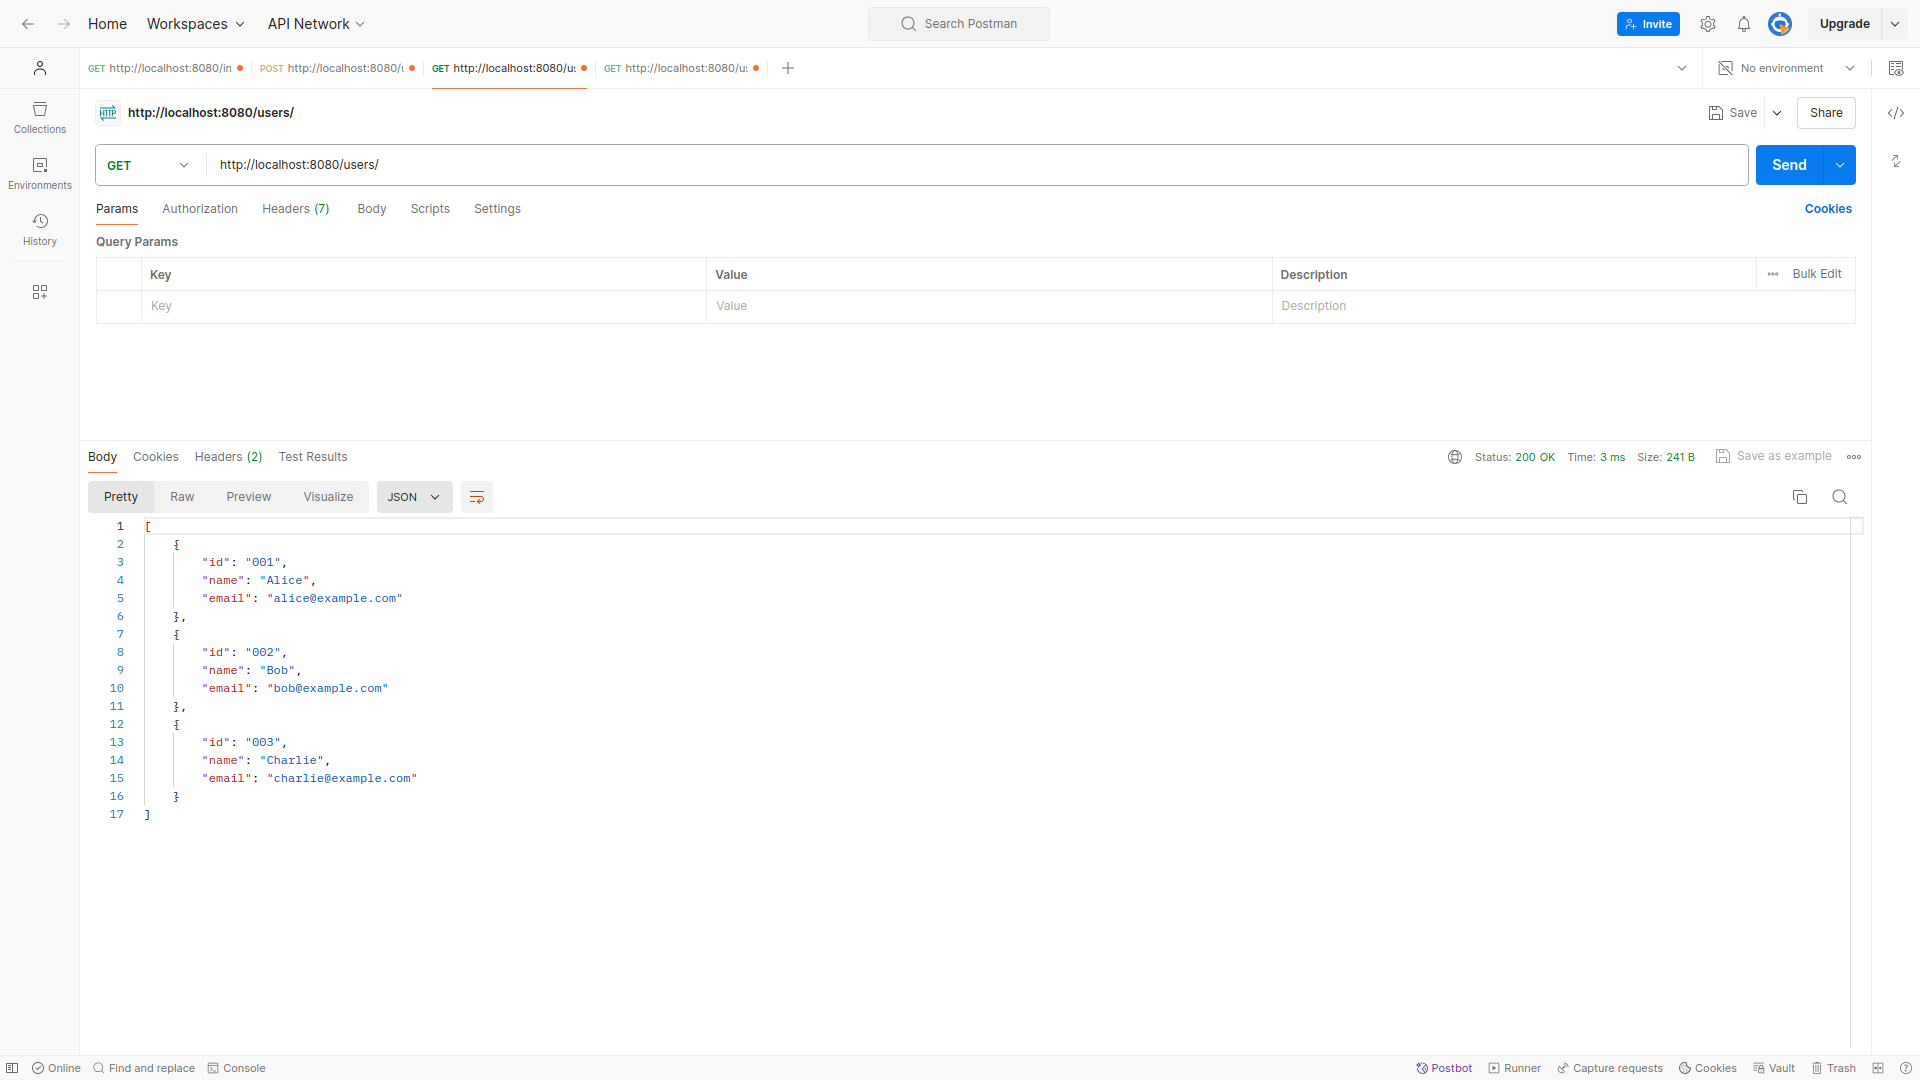 Home Workspaces API Network Search Postman Invite Upgrade
GET http://localhost:8080/in POST http://localhost:8080/ GET http://localhost:8080/us GET http://localhost:8080/us No environment
HTTP http://localhost:8080/users/ Save Share
GET http://localhost:8080/users/ Send
Params Authorization Headers (7) Body Scripts Settings Cookies
Query Params
Key Value Description Bulk Edit
Key Value Description
Collections
Environments
History
Body Cookies Headers (2) Test Results Status: 200 OK Time: 3 ms Size: 241 B Save as example
Pretty Raw Preview Visualize JSON
1 [
2 {
3 "id": "001",
4 "name": "Alice",
5 "email": "alice@example.com"
6 },
7 {
8 "id": "002",
9 "name": "Bob",
10 "email": "bob@example.com"
11 },
12 {
13 "id": "003",
14 "name": "Charlie",
15 "email": "charlie@example.com"
16 }
17 ]
Online Find and replace Console Postbot Runner Capture requests Cookies Vault Trash